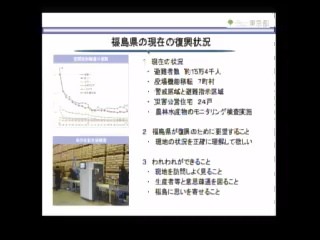 東京都
福島県の現在の復興状況
1 現在の状況
・ 避難者数 約15万4千人
・ 役場機能移転 7町村
・ 警戒区域と避難指示区域
・ 災害公営住宅 24戸
・ 農林水産物のモニタリング検査実施
2 福島県が復興のために要望すること
・ 現地の状況を正確に理解して欲しい
3 われわれができること
・ 現地を訪問しよく見ること
・ 生産者等と意思疎通を図ること
・ 福島に思いを寄せること